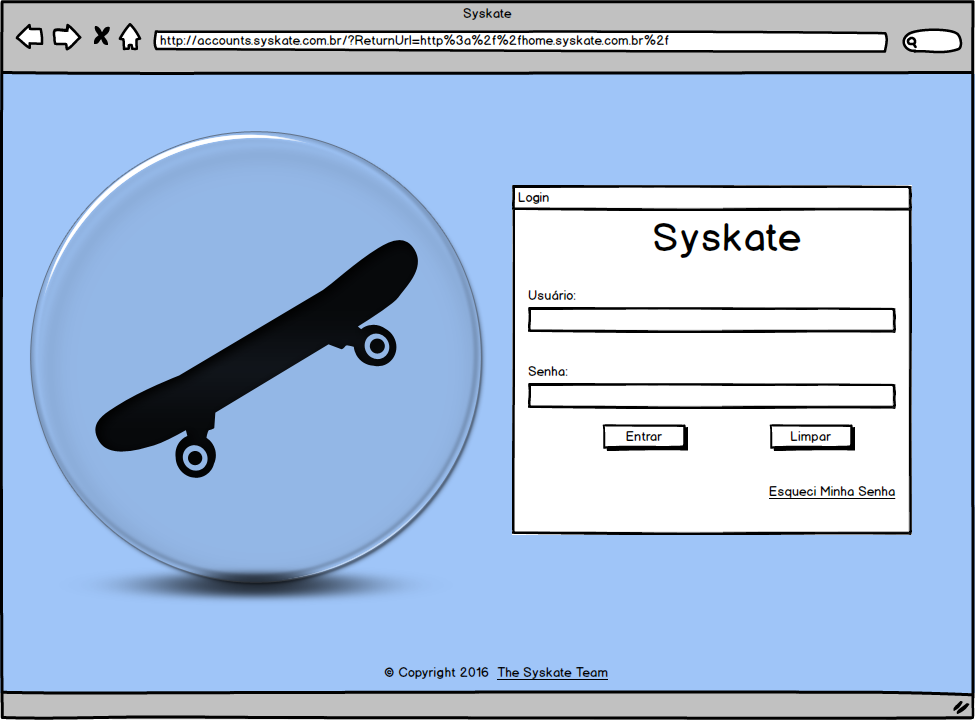 Syskate
http://accounts.syskate.com.br/?ReturnUrl=http%3a%2f%2fhome.syskate.com.br%2f
Login
Syskate
Usuário:
Senha:
Entrar
Limpar
Esqueci Minha Senha
© Copyright 2016 The Syskate Team